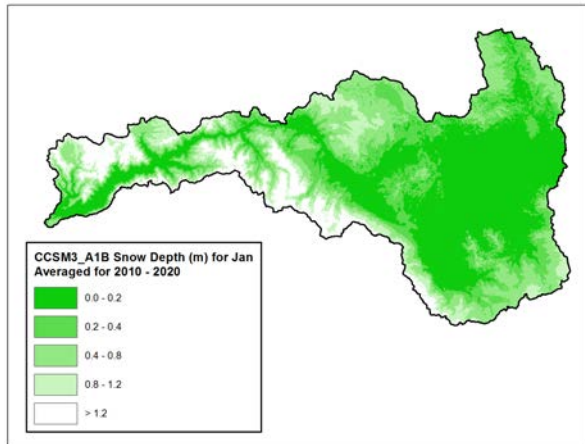 CCSM3_A1B Snow Depth (m) for Jan
Averaged for 2010 - 2020
0.0 - 0.2
0.2 - 0.4
0.4 - 0.8
0.8 - 1.2
> 1.2